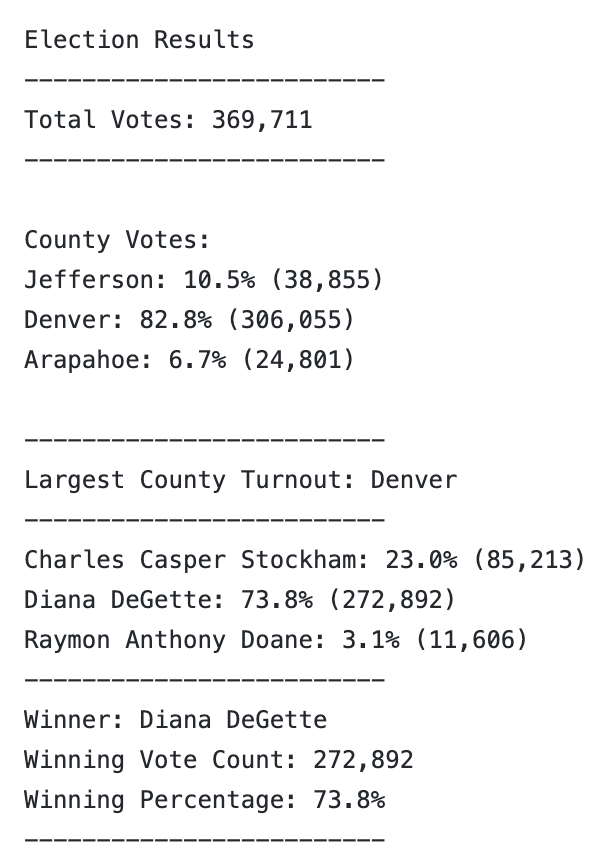 Election Results
-------------------------
Total Votes: 369,711
-------------------------
County Votes:
Jefferson: 10.5% (38,855)
Denver: 82.8% (306,055)
Arapahoe: 6.7% (24,801)
-------------------------
Largest County Turnout: Denver
-------------------------
Charles Casper Stockham: 23.0% (85,213)
Diana DeGette: 73.8% (272,892)
Raymon Anthony Doane: 3.1% (11,606)
-------------------------
Winner: Diana DeGette
Winning Vote Count: 272,892
Winning Percentage: 73.8%
-------------------------